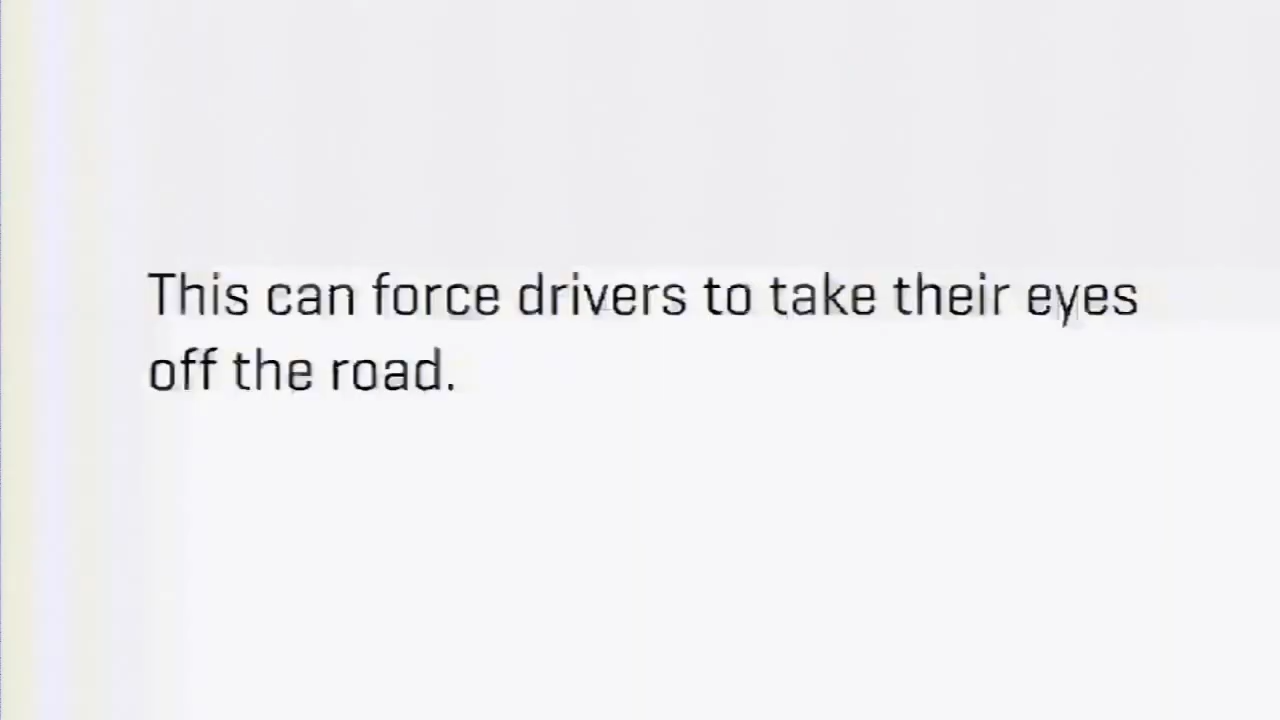 This can force drivers to take their eyes
off the road.